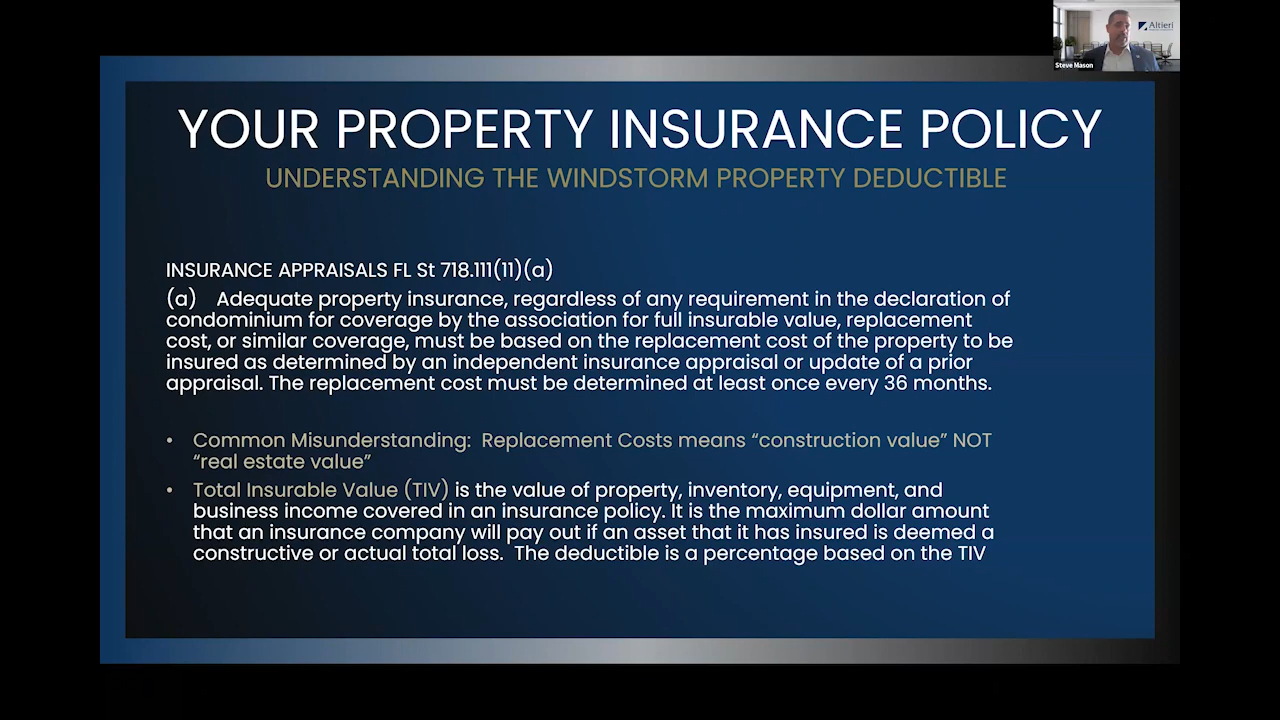 Altieri
Steve Mason
YOUR PROPERTY INSURANCE POLICY
UNDERSTANDING THE WINDSTORM PROPERTY DEDUCTIBLE
INSURANCE APPRAISALS FL St 718.111(11)(a)
(a) Adequate property insurance, regardless of any requirement in the declaration of
condominium for coverage by the association for full insurable value, replacement
cost, or similar coverage, must be based on the replacement cost of the property to be
insured as determined by an independent insurance appraisal or update of a prior
appraisal. The replacement cost must be determined at least once every 36 months.
• Common Misunderstanding: Replacement Costs means “construction value” NOT
“real estate value”
• Total Insurable Value (TIV) is the value of property, inventory, equipment, and
business income covered in an insurance policy. It is the maximum dollar amount
that an insurance company will pay out if an asset that it has insured is deemed a
constructive or actual total loss. The deductible is a percentage based on the TIV